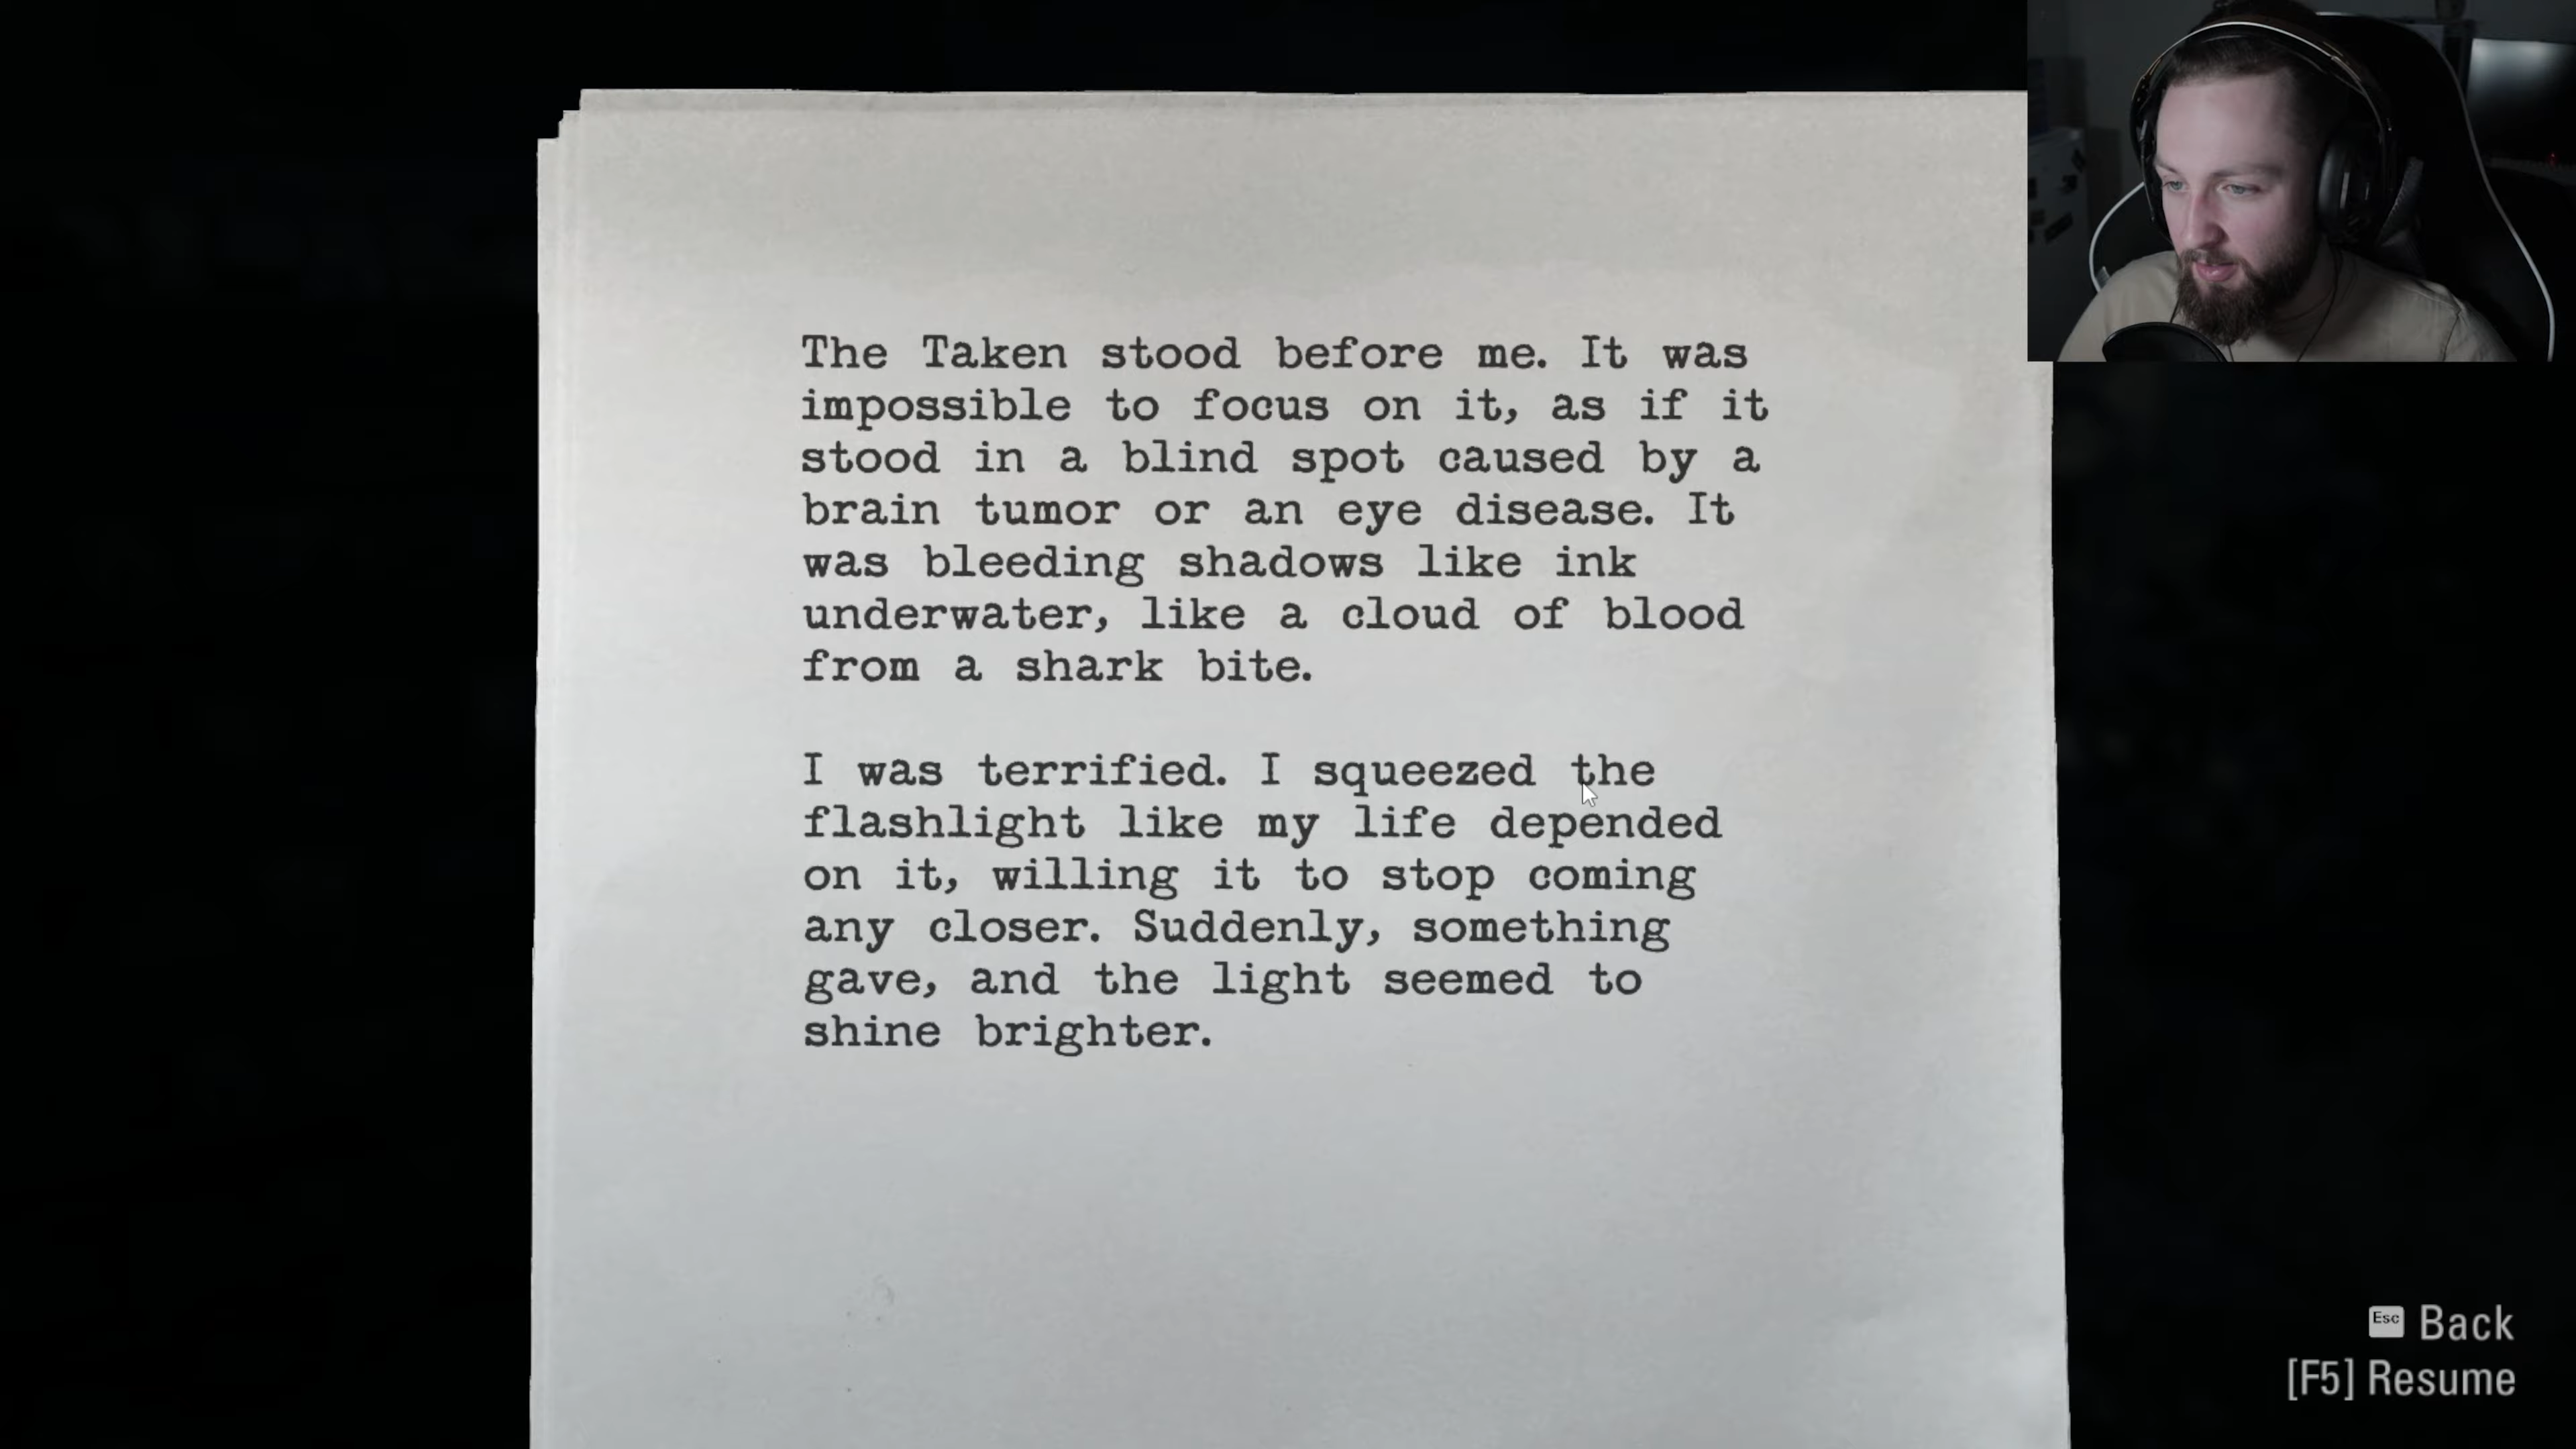 The Taken stood before me. It was
impossible to focus on it, as if it
stood in a blind spot caused by a
brain tumor or an eye disease. It
was bleeding shadows like ink
underwater, like a cloud of blood
from a shark bite.
I was terrified. I squeezed the
flashlight like my life depended
on it, willing it to stop coming
any closer. Suddenly, something
gave, and the light seemed to
shine brighter.
Esc Back
[F5] Resume